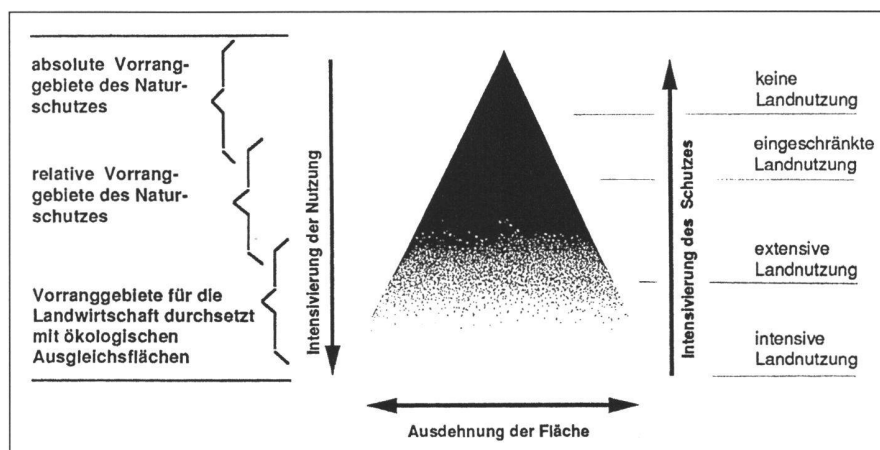 absolute Vorrang-
gebiete des Natur-
schutzes
relative Vorrang-
gebiete des Natur-
schutzes
Vorranggebiete für die
Landwirtschaft durchsetzt
mit ökologischen
Ausgleichsflächen
Intensivierung der Nutzung
Intensivierung des Schutzes
keine
Landnutzung
eingeschränkte
Landnutzung
extensive
Landnutzung
intensive
Landnutzung
Ausdehnung der Fläche